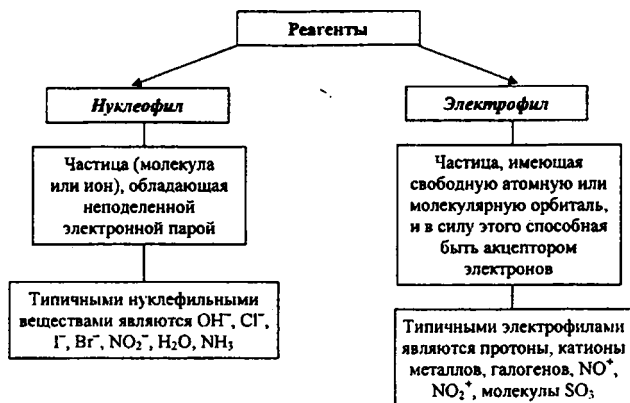 Реагенты
Нуклеофил
Частица (молекула
или ион), обладающая
неподеленной
электронной парой
Типичными нуклефильными
веществами являются OH⁻, Cl⁻,
I⁻, Br⁻, NO₂⁻, H₂O, NH₃
Электрофил
Частица, имеющая
свободную атомную или
молекулярную орбиталь,
и в силу этого способная
быть акцептором
электронов
Типичными электрофилами
являются протоны, катионы
металлов, галогенов, NO⁺,
NO₂⁺, молекулы SO₃